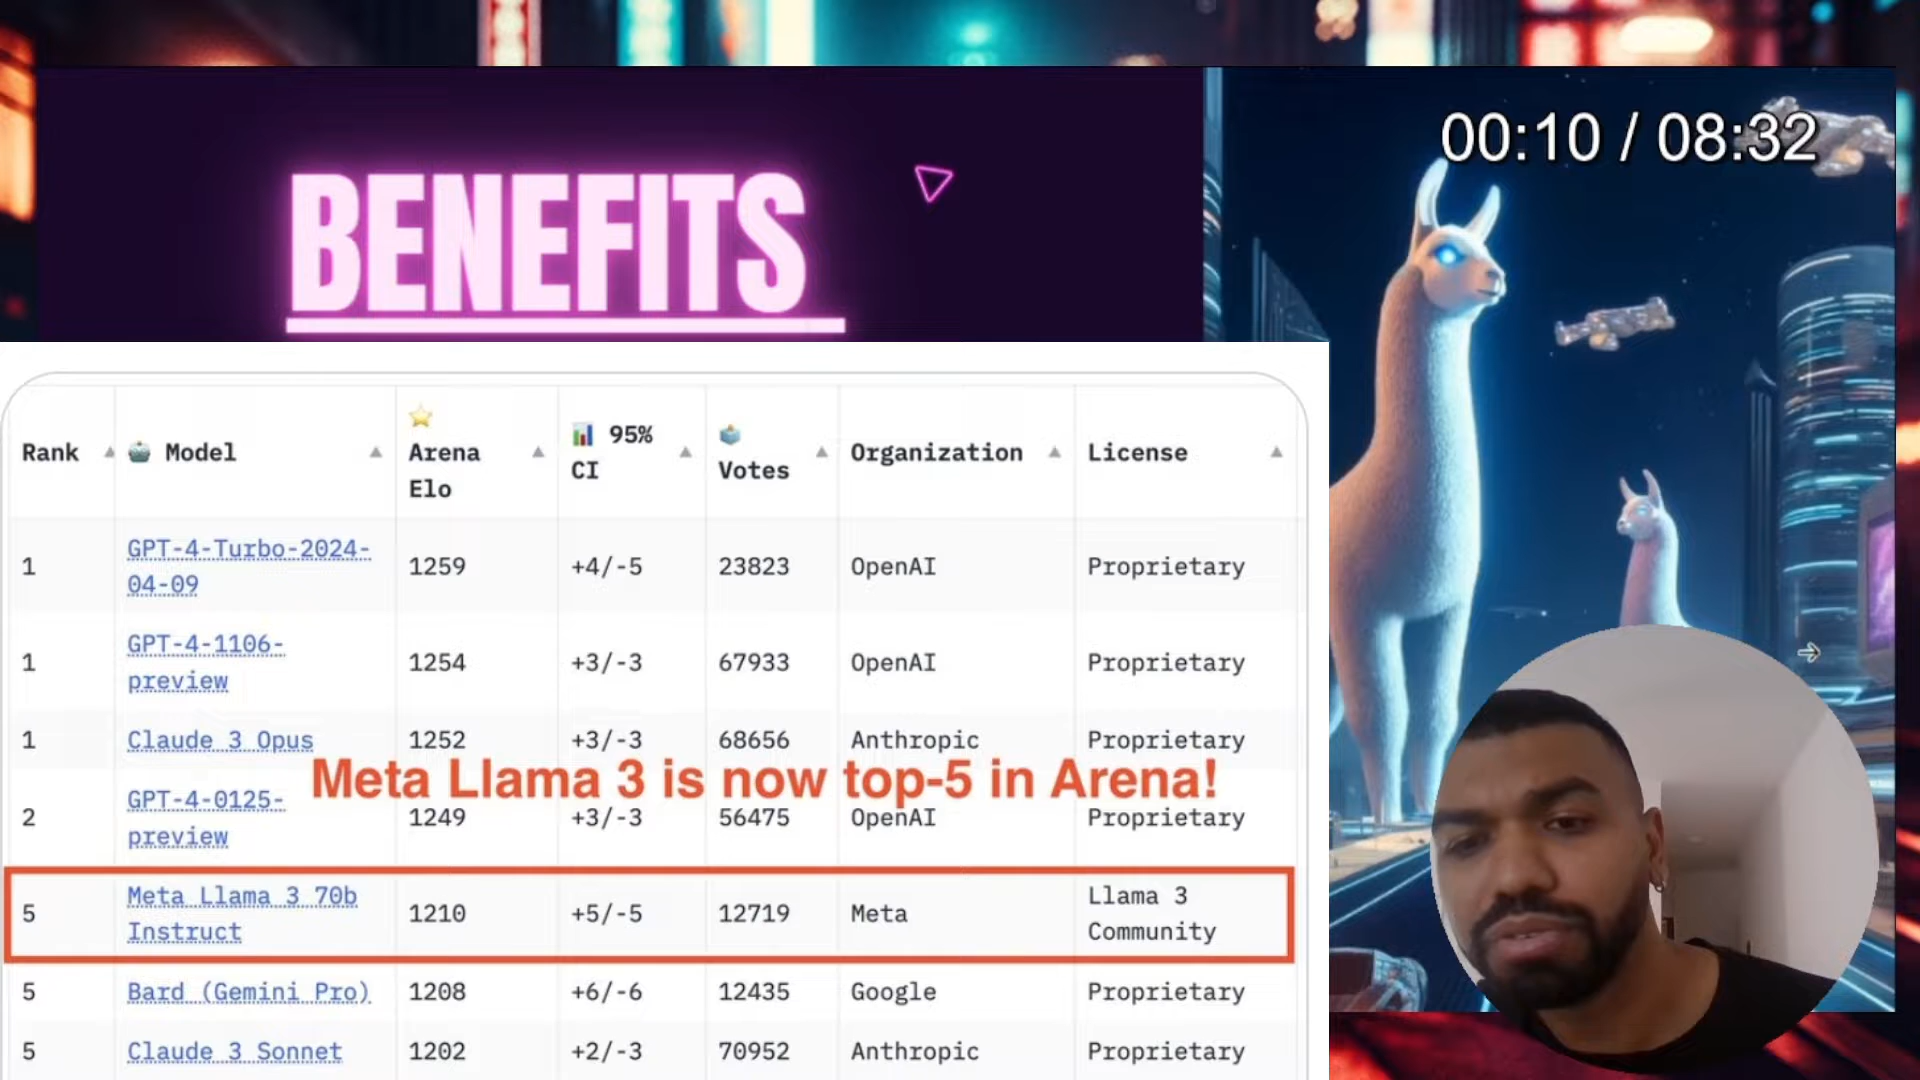 00:10 / 08:32
BENEFITS
Rank Model Arena Elo 95% CI Votes Organization License
1 GPT-4-Turbo-2024-04-09 1259 +4/-5 23823 OpenAI Proprietary
1 GPT-4-1106-preview 1254 +3/-3 67933 OpenAI Proprietary
1 Claude 3 Opus 1252 +3/-3 68656 Anthropic Proprietary
Meta Llama 3 is now top-5 in Arena!
2 GPT-4-0125-preview 1249 +3/-3 56475 OpenAI Proprietary
5 Meta Llama 3 70b Instruct 1210 +5/-5 12719 Meta Llama 3 Community
5 Bard (Gemini Pro) 1208 +6/-6 12435 Google Proprietary
5 Claude 3 Sonnet 1202 +2/-3 70952 Anthropic Proprietary